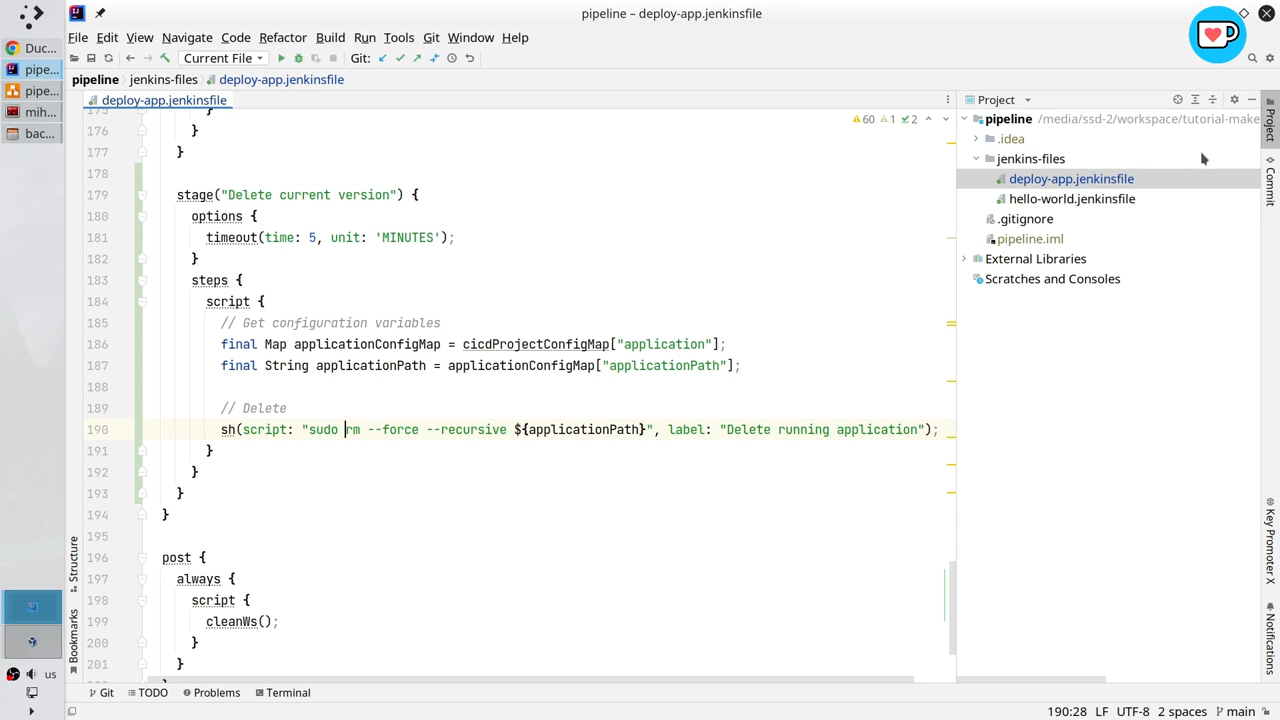 pipeline – deploy-app.jenkinsfile
File Edit View Navigate Code Refactor Build Run Tools Git Window Help
Current File
Git:
pipeline
jenkins-files
deploy-app.jenkinsfile
Duc...
pipe...
pipe...
mih...
bac...
us
deploy-app.jenkinsfile
60 1 2
175 }
176 }
177 }
178
179 stage("Delete current version") {
180 options {
181 timeout(time: 5, unit: 'MINUTES');
182 }
183 steps {
184 script {
185 // Get configuration variables
186 final Map applicationConfigMap = cicdProjectConfigMap["application"];
187 final String applicationPath = applicationConfigMap["applicationPath"];
188
189 // Delete
190 sh(script: "sudo rm --force --recursive ${applicationPath}", label: "Delete running application");
191 }
192 }
193 }
194 }
195
196 post {
197 always {
198 script {
199 cleanWs();
200 }
201 }
Project
pipeline /media/ssd-2/workspace/tutorial-make
.idea
jenkins-files
deploy-app.jenkinsfile
hello-world.jenkinsfile
.gitignore
pipeline.iml
External Libraries
Scratches and Consoles
Project
Commit
Key Promoter X
Notifications
Structure
Bookmarks
Git
TODO
Problems
Terminal
190:28 LF UTF-8 2 spaces main